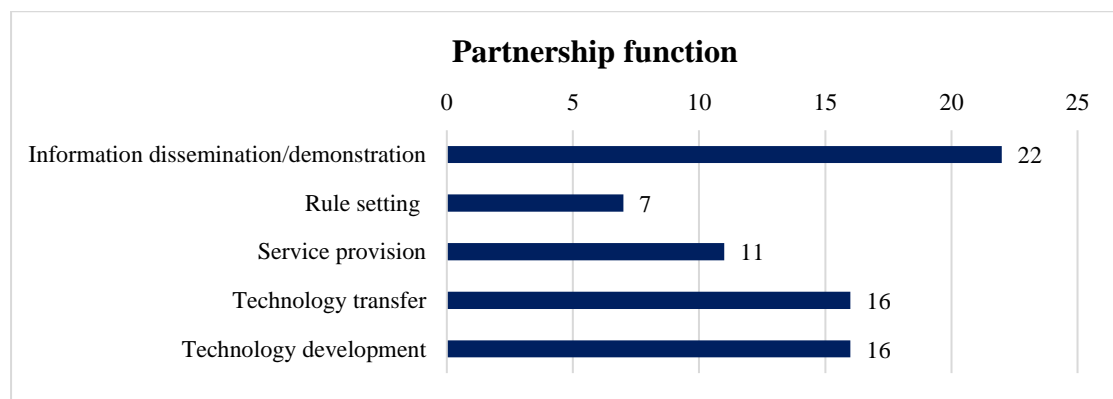 Partnership function
0 5 10 15 20 25
Information dissemination/demonstration 22
Rule setting 7
Service provision 11
Technology transfer 16
Technology development 16